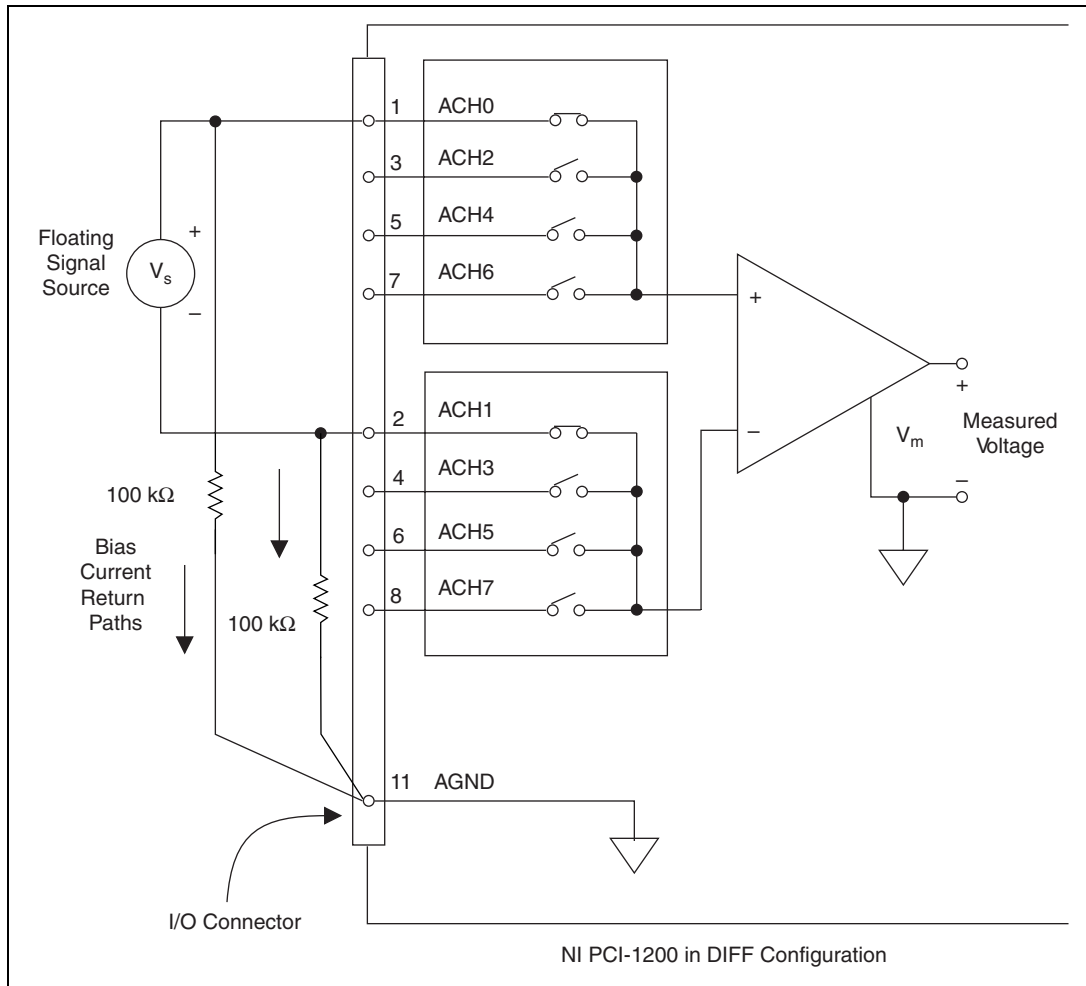 1 ACH0
3 ACH2
5 ACH4
7 ACH6
Floating
Signal
Source
+
Vs
–
+
–
+
Vm
–
Measured
Voltage
2 ACH1
4 ACH3
6 ACH5
8 ACH7
100 kΩ
Bias
Current
Return
Paths
100 kΩ
11 AGND
I/O Connector
NI PCI-1200 in DIFF Configuration